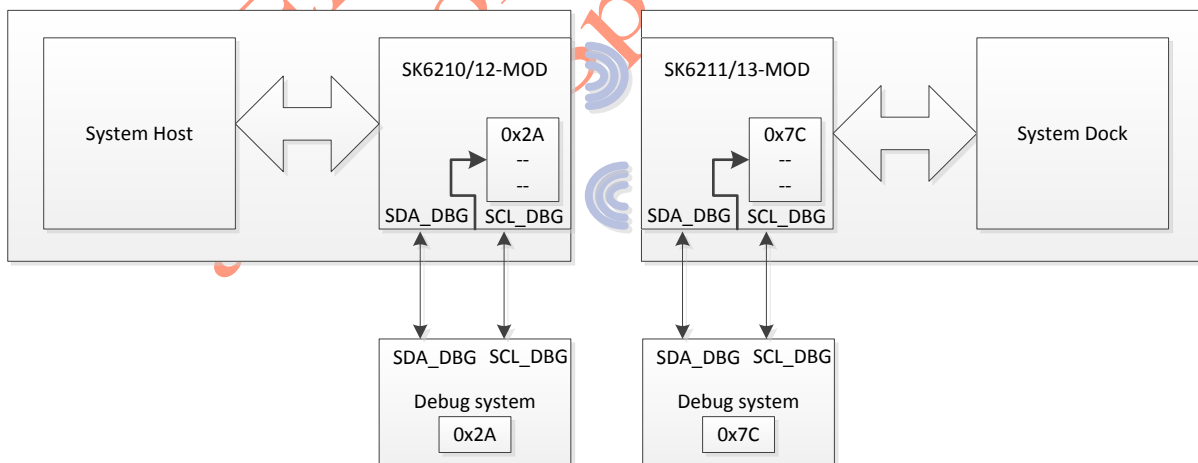 System Host
SK6210/12-MOD
0x2A
--
--
SDA_DBG SCL_DBG
SK6211/13-MOD
0x7C
--
--
SDA_DBG SCL_DBG
System Dock
SDA_DBG SCL_DBG
Debug system
0x2A
SDA_DBG SCL_DBG
Debug system
0x7C